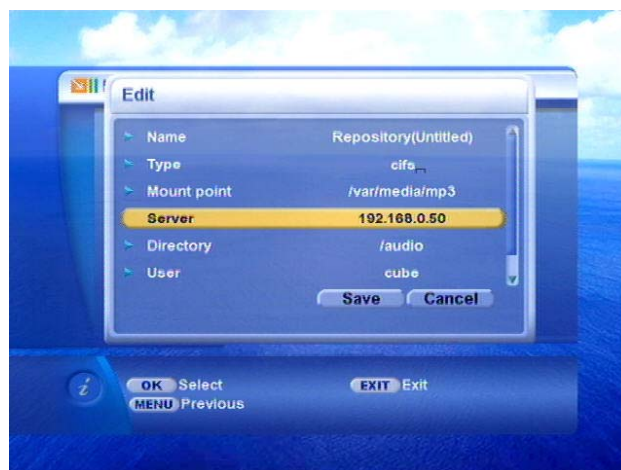 Edit
Name Repository(Untitled)
Type cifs
Mount point /var/media/mp3
Server 192.168.0.50
Directory /audio
User cube
Save Cancel
i
OK Select EXIT Exit
MENU Previous